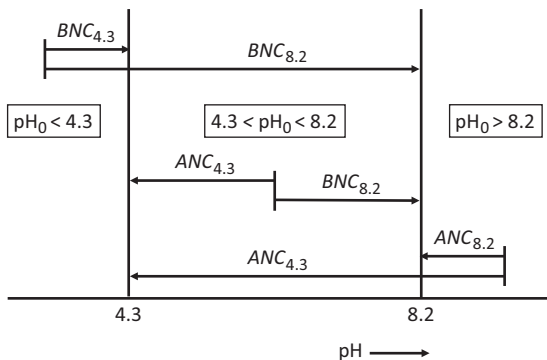 BNC4.3
BNC8.2
pH0 < 4.3
4.3 < pH0 < 8.2
pH0 > 8.2
ANC4.3
BNC8.2
ANC8.2
ANC4.3
4.3
8.2
pH